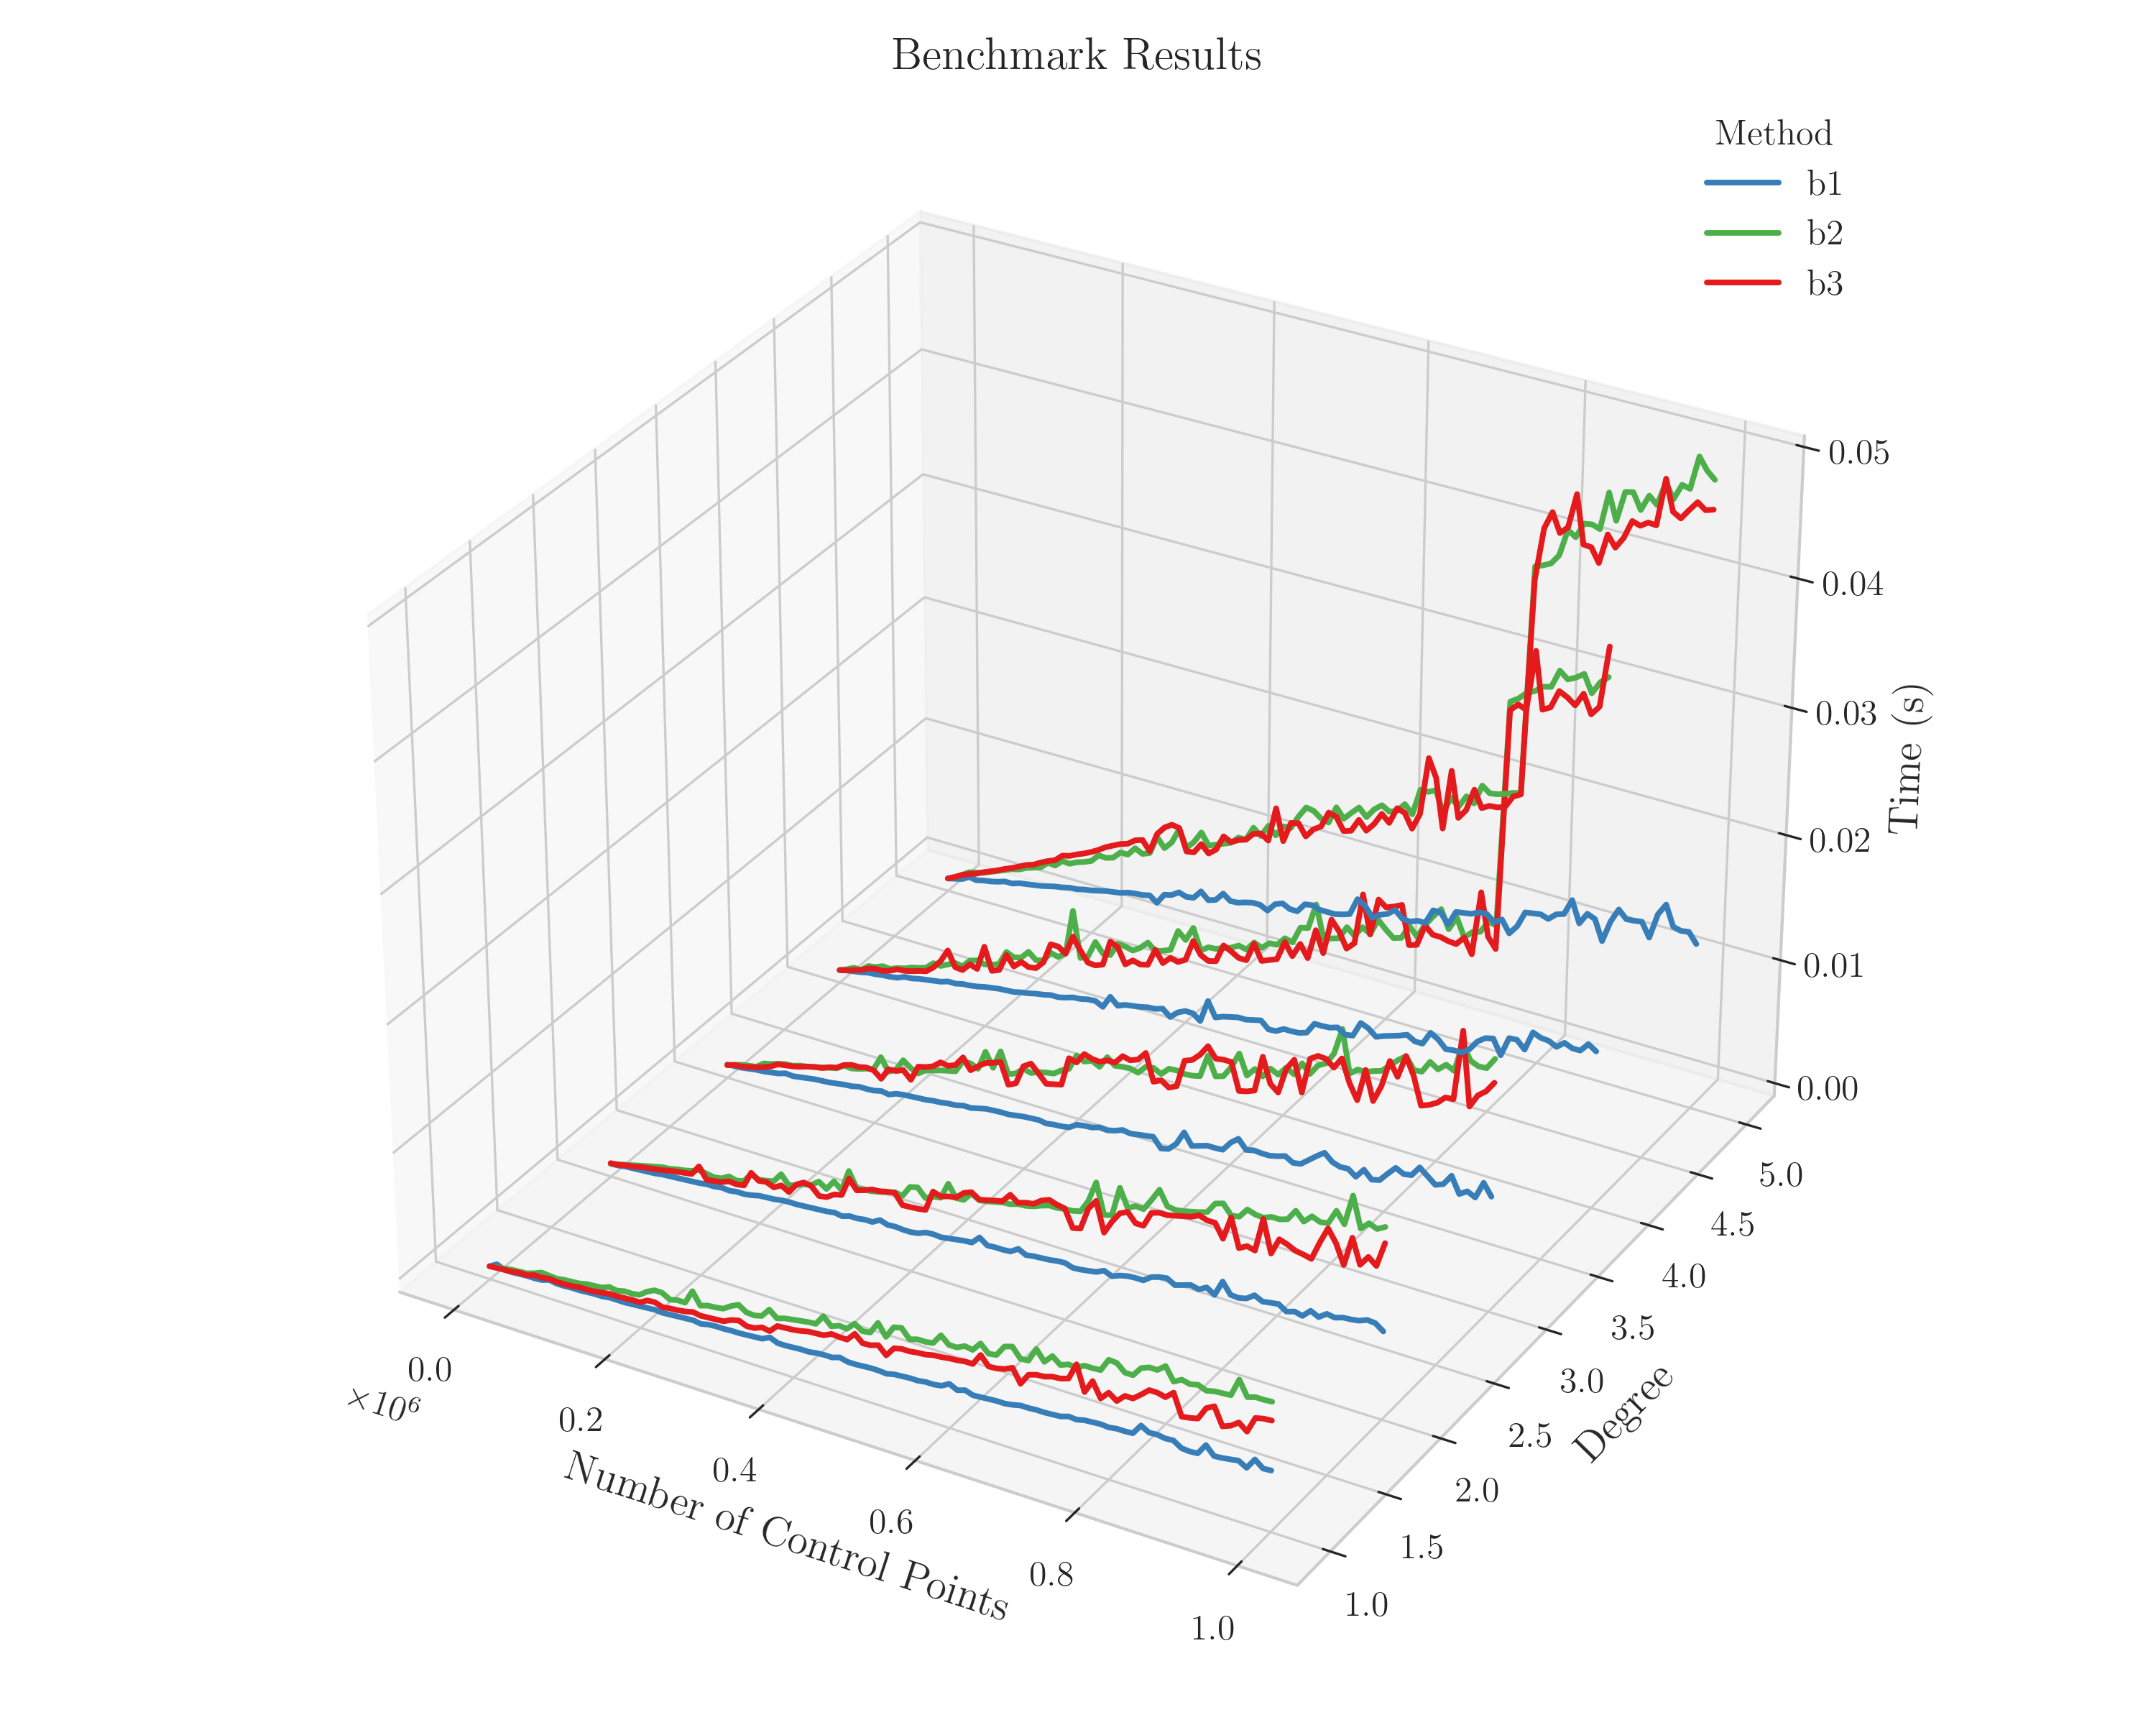 Benchmark Results
Method
b1
b2
b3
0.05
0.04
0.03
0.02
0.01
0.00
Time (s)
5.0
4.5
4.0
3.5
3.0
2.5
2.0
1.5
1.0
Degree
0.0
0.2
0.4
0.6
0.8
1.0
×10⁶
Number of Control Points